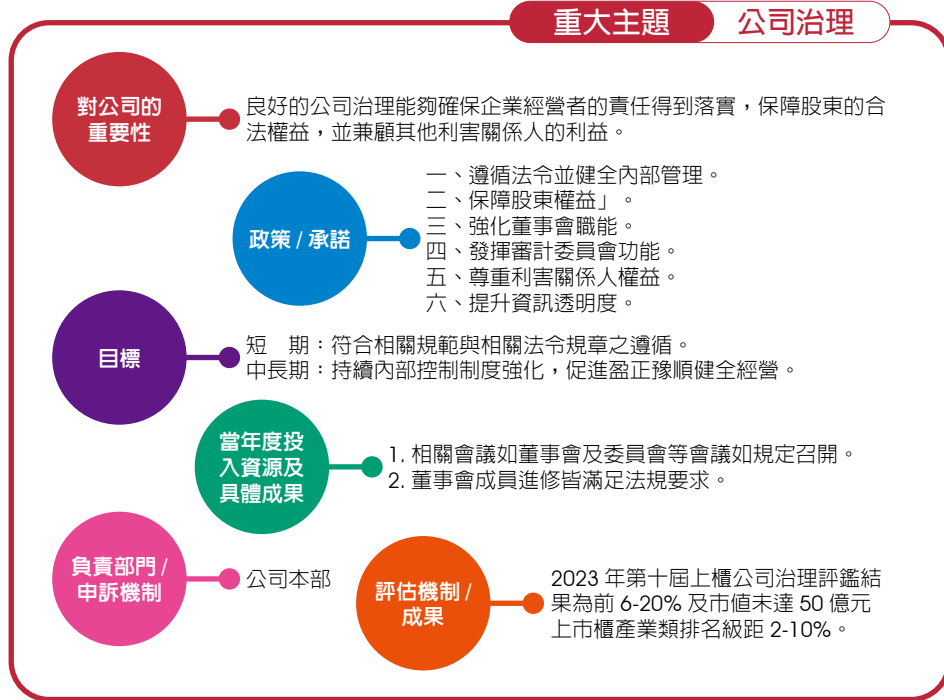 重大主題 公司治理
對公司的
重要性
良好的公司治理能夠確保企業經營者的責任得到落實，保障股東的合
法權益，並兼顧其他利害關係人的利益。
政策 / 承諾
一、遵循法令並健全內部管理。
二、保障股東權益」。
三、強化董事會職能。
四、發揮審計委員會功能。
五、尊重利害關係人權益。
六、提升資訊透明度。
目標
短　期：符合相關規範與相關法令規章之遵循。
中長期：持續內部控制制度強化，促進盈正豫順健全經營。
當年度投
入資源及
具體成果
1. 相關會議如董事會及委員會等會議如規定召開。
2. 董事會成員進修皆滿足法規要求。
負責部門 /
申訴機制
公司本部
評估機制 /
成果
2023 年第十屆上櫃公司治理評鑑結
果為前 6-20% 及市值未達 50 億元
上市櫃產業類排名級距 2-10%。